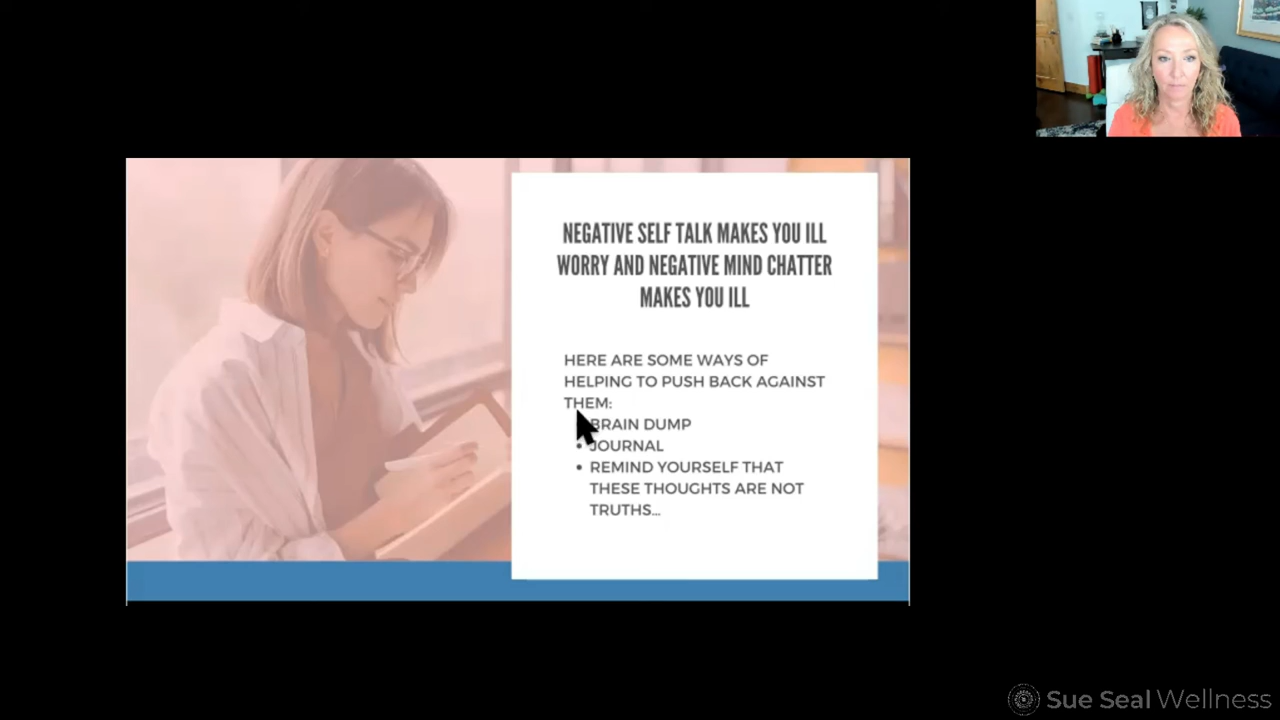 NEGATIVE SELF TALK MAKES YOU ILL
WORRY AND NEGATIVE MIND CHATTER
MAKES YOU ILL
HERE ARE SOME WAYS OF
HELPING TO PUSH BACK AGAINST
THEM:
BRAIN DUMP
• JOURNAL
• REMIND YOURSELF THAT
THESE THOUGHTS ARE NOT
TRUTHS...
Sue Seal Wellness